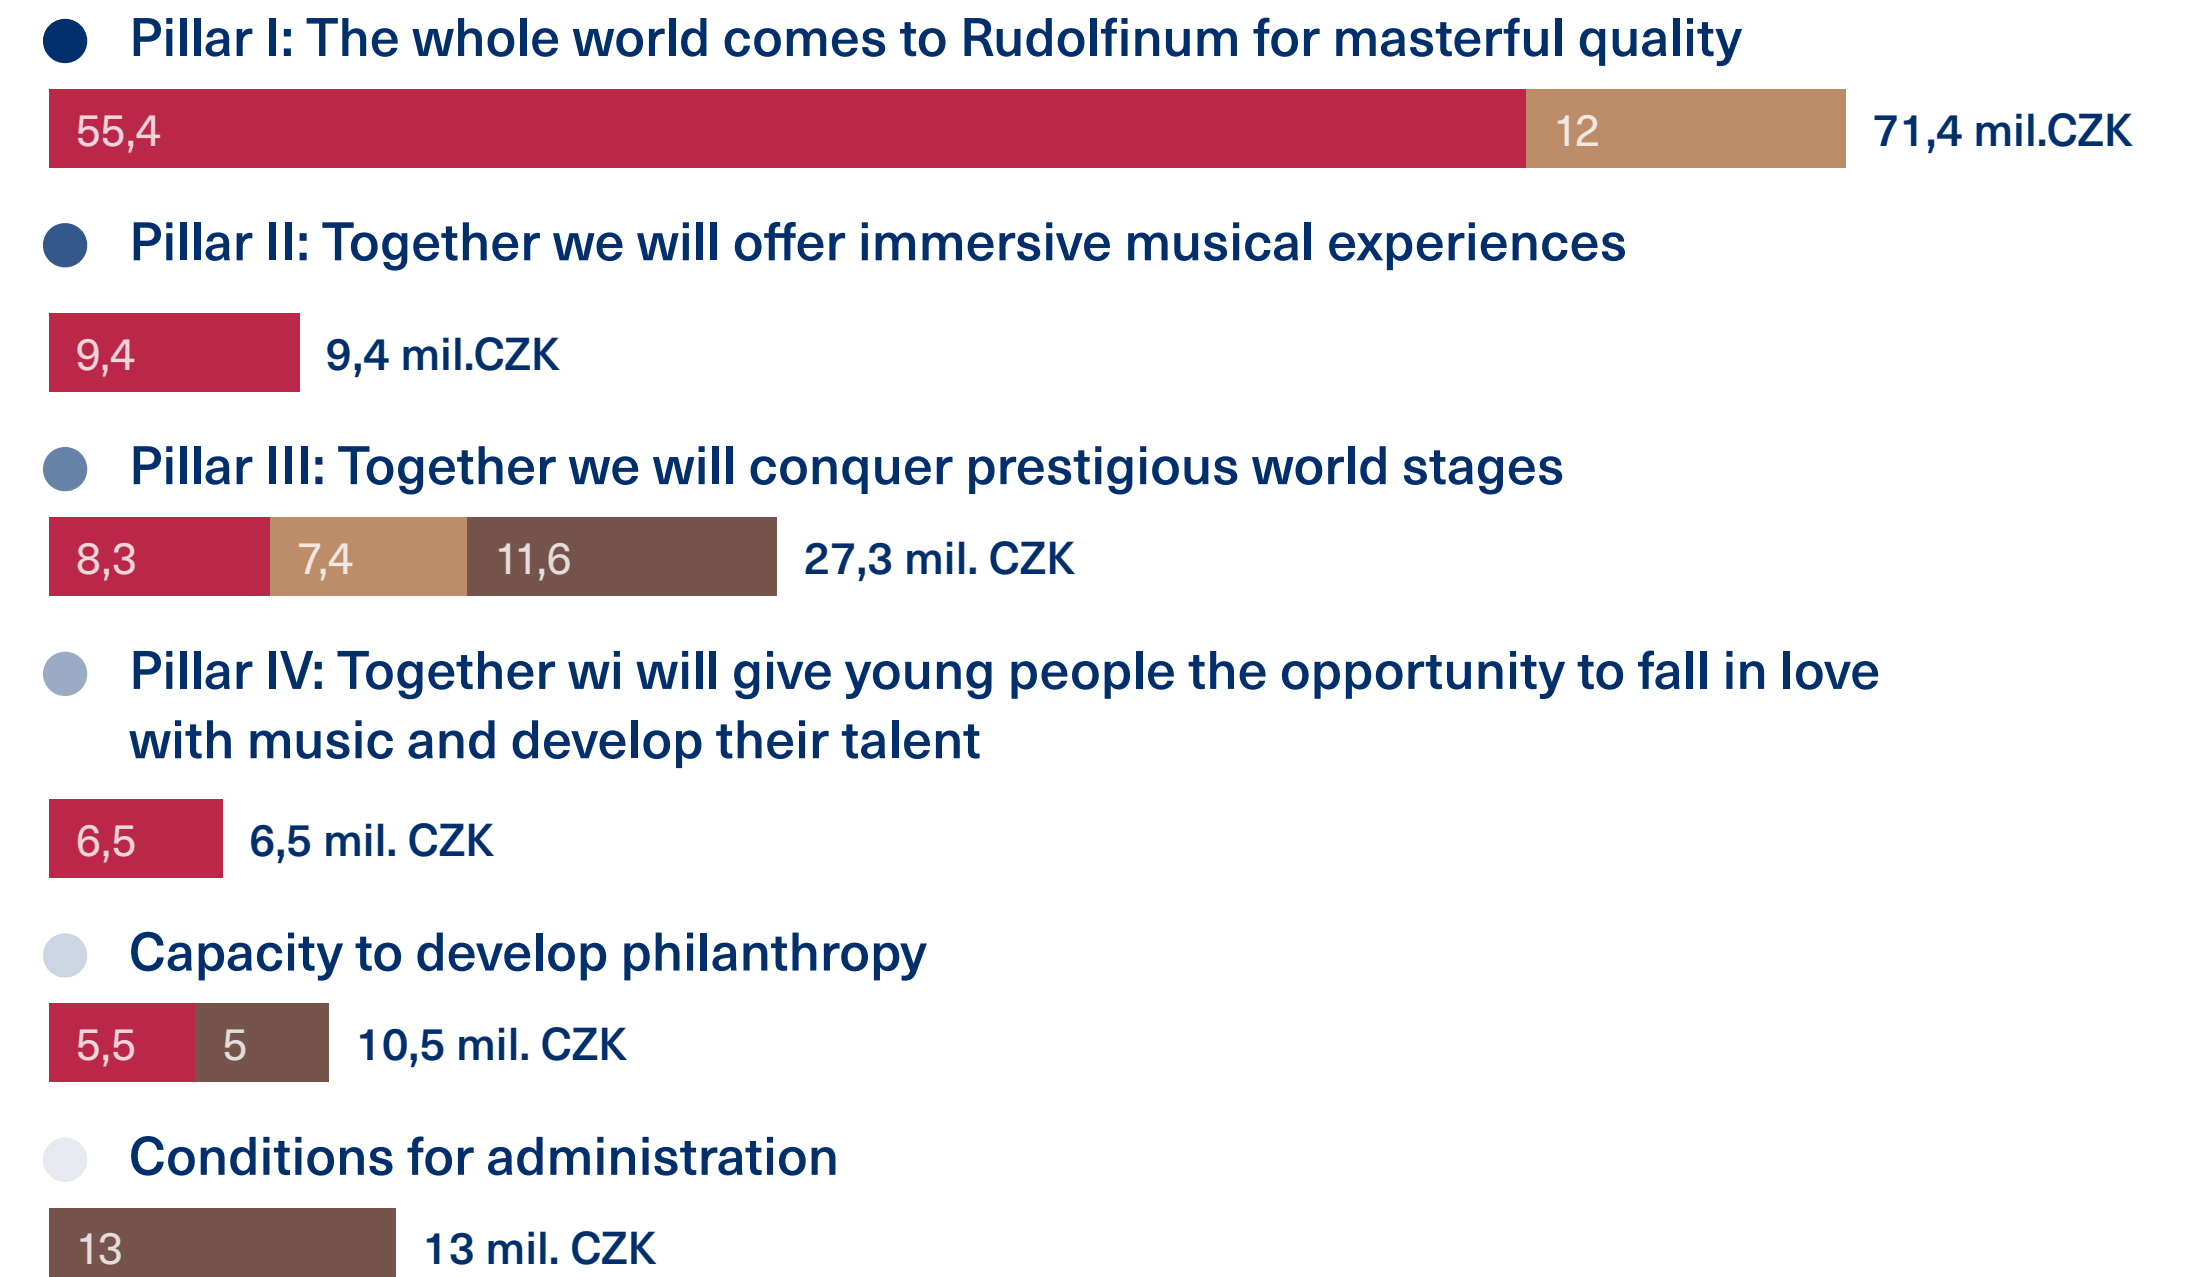 Pillar I: The whole world comes to Rudolfinum for masterful quality
55,4 12 71,4 mil.CZK
Pillar II: Together we will offer immersive musical experiences
9,4 9,4 mil.CZK
Pillar III: Together we will conquer prestigious world stages
8,3 7,4 11,6 27,3 mil. CZK
Pillar IV: Together wi will give young people the opportunity to fall in love
with music and develop their talent
6,5 6,5 mil. CZK
Capacity to develop philanthropy
5,5 5 10,5 mil. CZK
Conditions for administration
13 13 mil. CZK